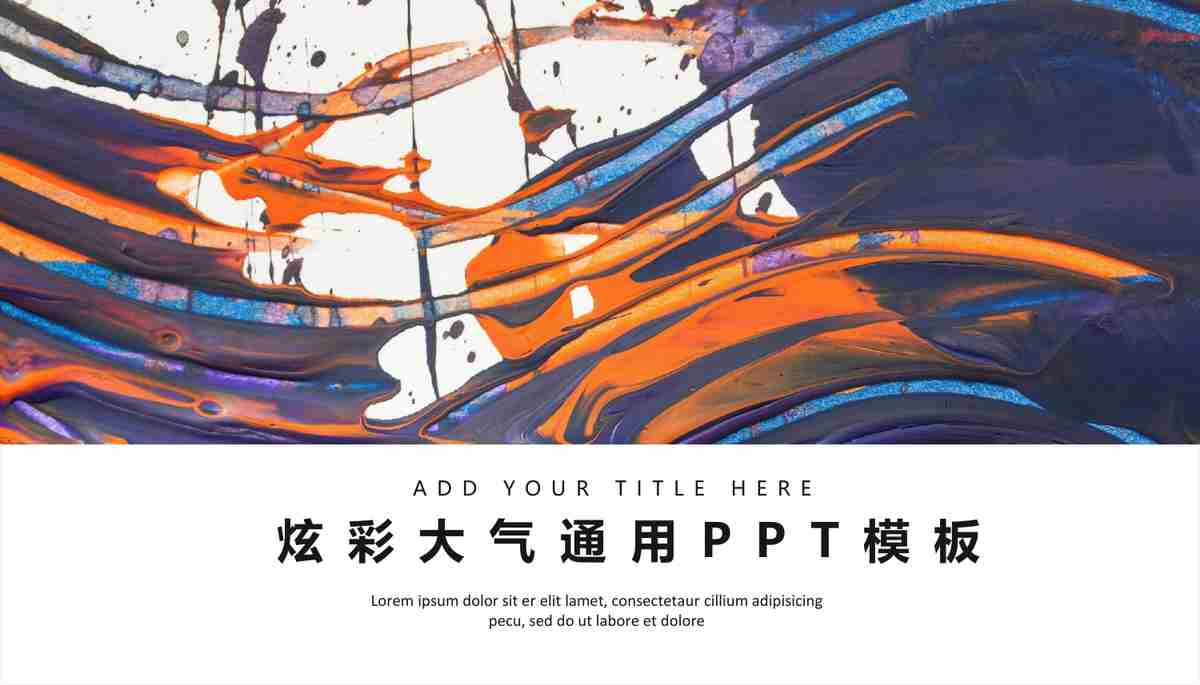 ADD YOUR TITLE HERE
炫彩大气通用PPT模板
Lorem ipsum dolor sit er elit lamet, consectetaur cillium adipisicing
pecu, sed do ut labore et dolore